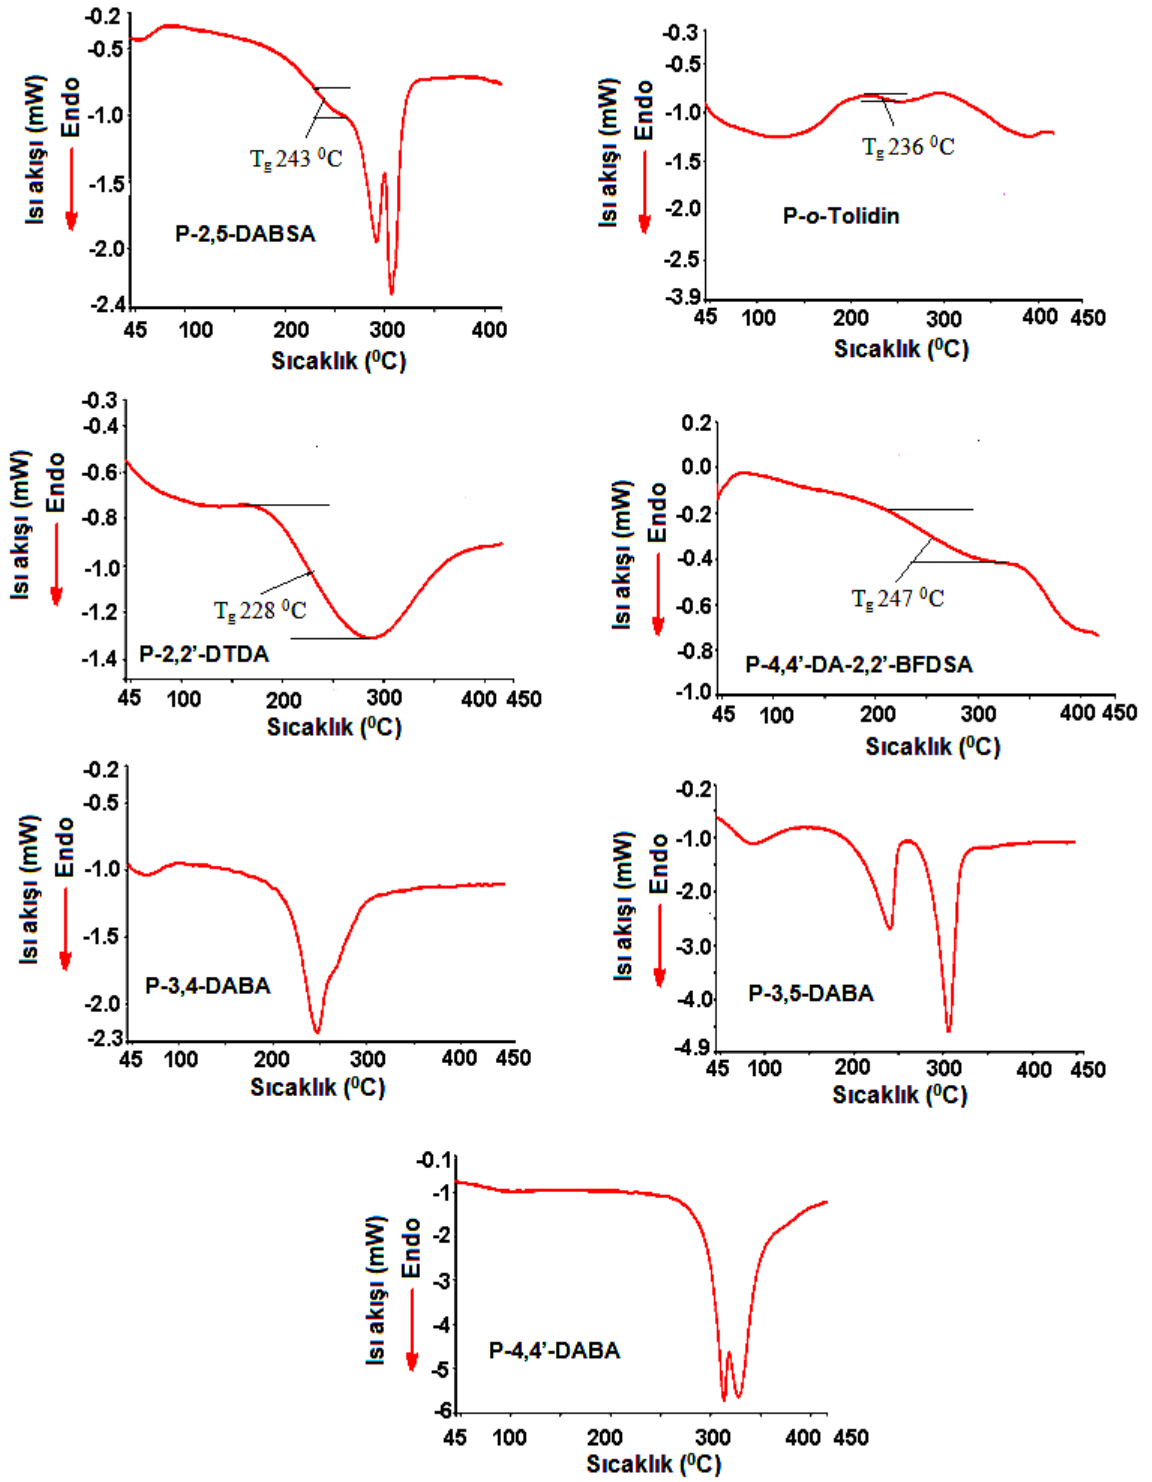 -0.2
-0.5
-1.0
-1.5
-2.0
-2.4
Isı akışı (mW)
Endo
Tg 243 ⁰C
P-2,5-DABSA
45 100 200 300 400
Sıcaklık (⁰C)
-0.3
-0.5
-1.0
-1.5
-2.0
-2.5
-3.9
Isı akışı (mW)
Endo
Tg 236 ⁰C
P-o-Tolidin
45 100 200 300 400 450
Sıcaklık (⁰C)
-0.3
-0.4
-0.6
-0.8
-1.0
-1.2
-1.4
Isı akışı (mW)
Endo
Tg 228 ⁰C
P-2,2’-DTDA
45 100 200 300 400 450
Sıcaklık (⁰C)
0.2
0.0
-0.2
-0.4
-0.6
-0.8
-1.0
Isı akışı (mW)
Endo
Tg 247 ⁰C
P-4,4’-DA-2,2’-BFDSA
45 100 200 300 400 450
Sıcaklık (⁰C)
-0.2
-0.5
-1.0
-1.5
-2.0
-2.3
Isı akışı (mW)
Endo
P-3,4-DABA
45 100 200 300 400 450
Sıcaklık (⁰C)
-0.2
-1.0
-2.0
-3.0
-4.0
-4.9
Isı akışı (mW)
Endo
P-3,5-DABA
45 100 200 300 400 450
Sıcaklık (⁰C)
-0.1
-1
-2
-3
-4
-5
-6
Isı akışı (mW)
Endo
P-4,4’-DABA
45 100 200 300 400 450
Sıcaklık (⁰C)